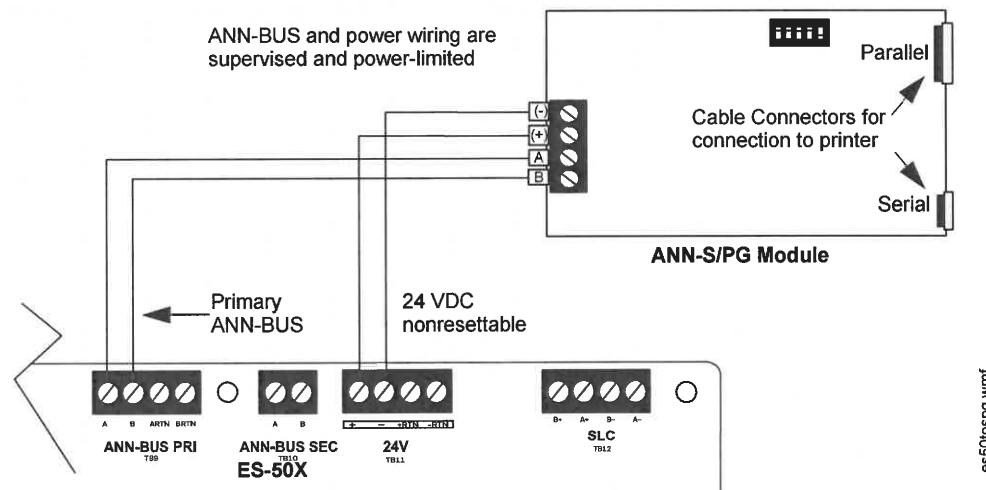 ANN-BUS and power wiring are
supervised and power-limited
Parallel
Cable Connectors for
connection to printer
Serial
(-)
(+)
A
B
ANN-S/PG Module
Primary
ANN-BUS
24 VDC
nonresettable
A B ARTN BRTN
ANN-BUS PRI
TB9
A B
ANN-BUS SEC
TB10
+ − +RTN -RTN
24V
TB11
B+ A+ B− A−
SLC
TB12
ES-50X
es50tospg.wmf